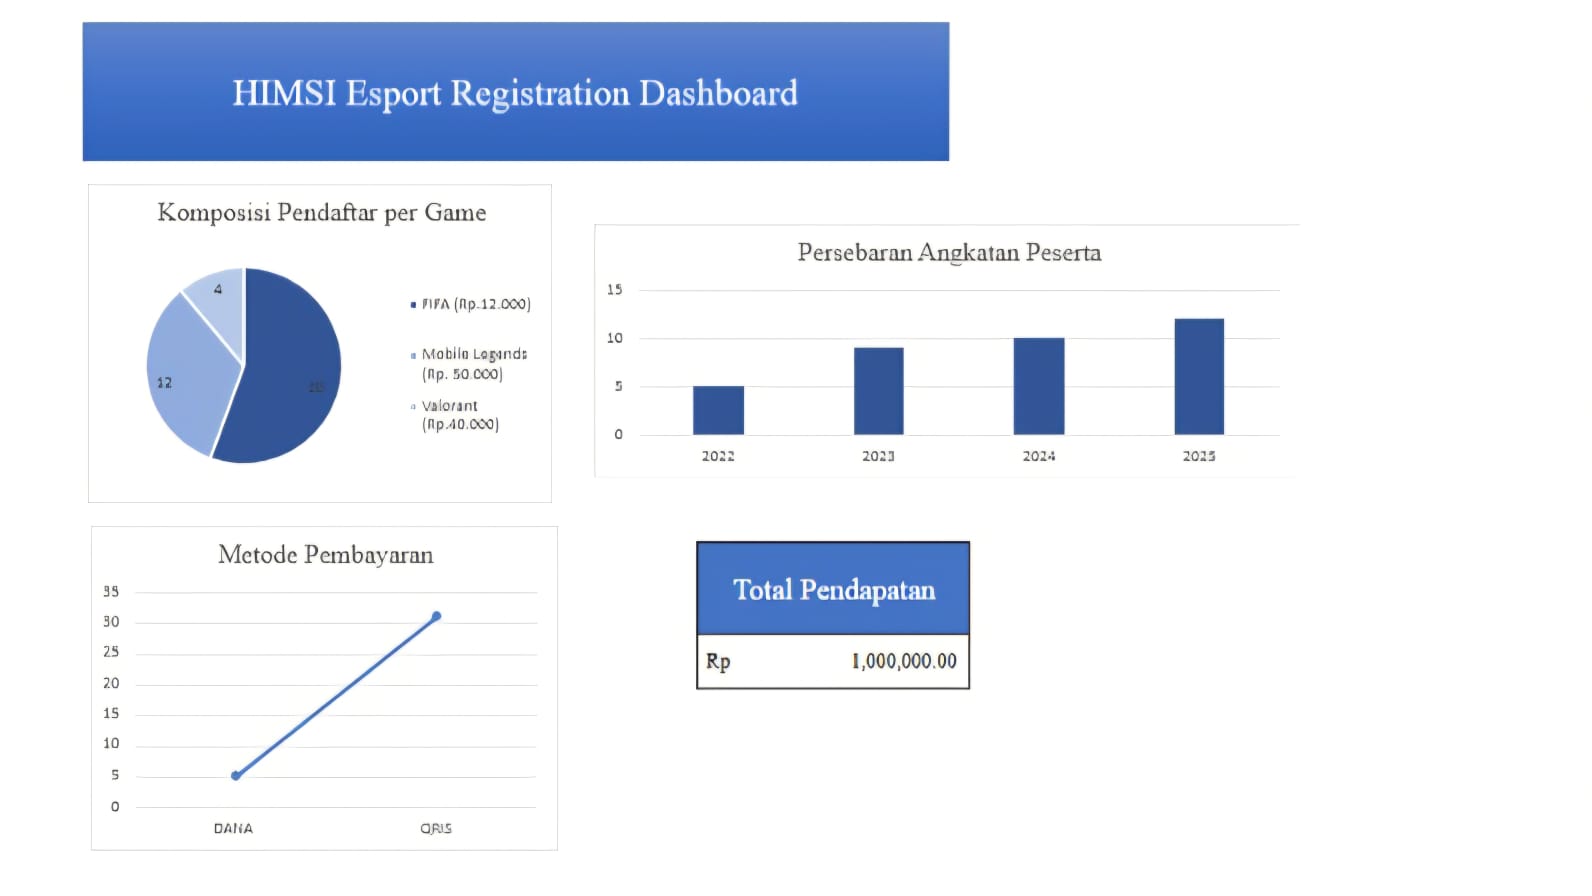 HIMSI Esport Registration Dashboard
Komposisi Pendaftar per Game
4
12
FIFA (Rp.12.000)
Mobile Legends
(Rp. 50.000)
Valorant
(Rp.40.000)
Persebaran Angkatan Peserta
15
10
5
0
2022
2023
2024
2025
Metode Pembayaran
35
30
25
20
15
10
5
0
DANA
QRIS
Total Pendapatan
Rp 1,000,000.00